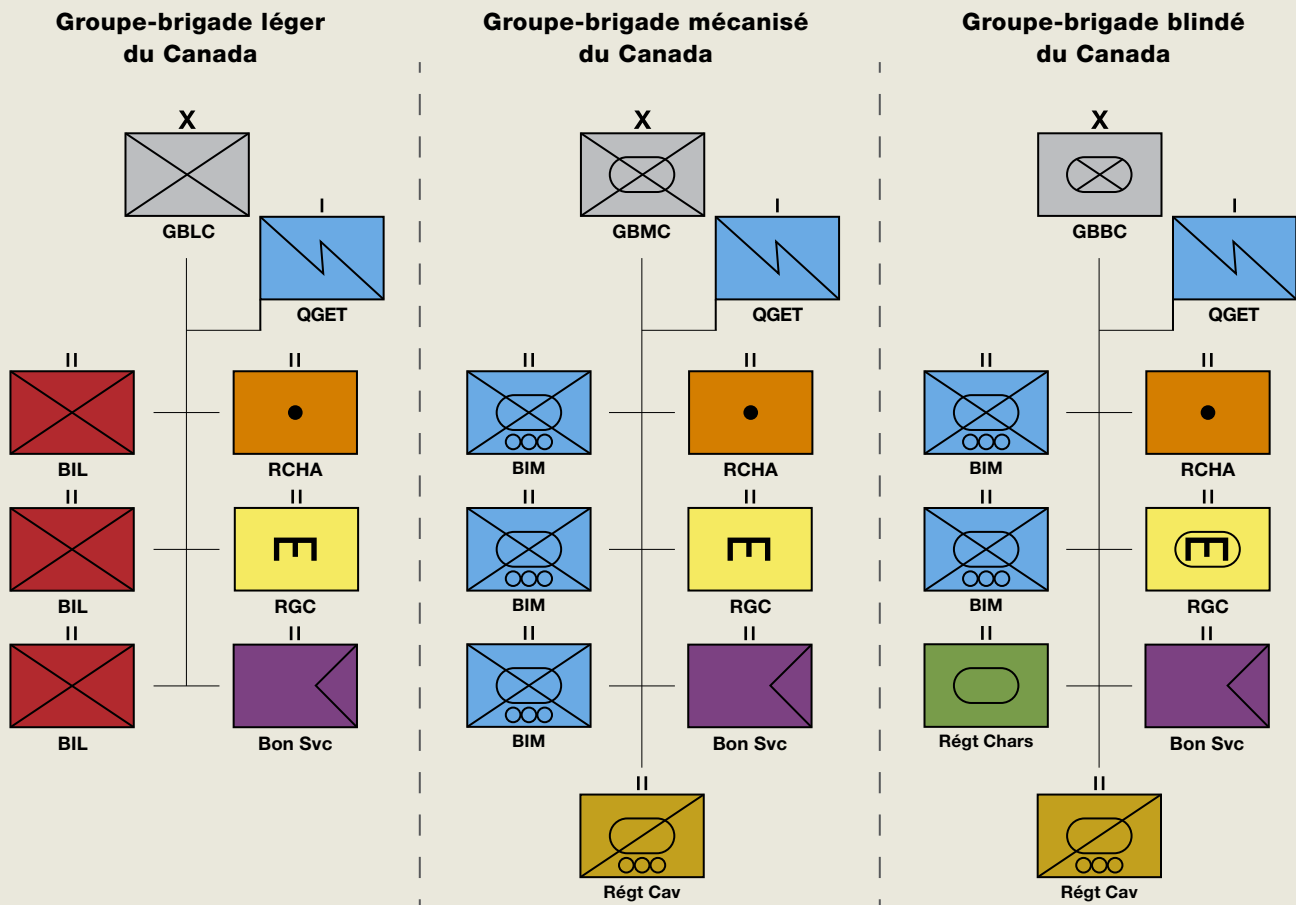 Groupe-brigade léger
du Canada
X
GBLC
I
QGET
II
BIL
II
RCHA
II
BIL
II
E
RGC
II
BIL
II
Bon Svc
Groupe-brigade mécanisé
du Canada
X
GBMC
I
QGET
II
BIM
II
RCHA
II
BIM
II
E
RGC
II
BIM
II
Bon Svc
II
Régt Cav
Groupe-brigade blindé
du Canada
X
GBBC
I
QGET
II
BIM
II
RCHA
II
BIM
II
E
RGC
II
Régt Chars
II
Bon Svc
II
Régt Cav